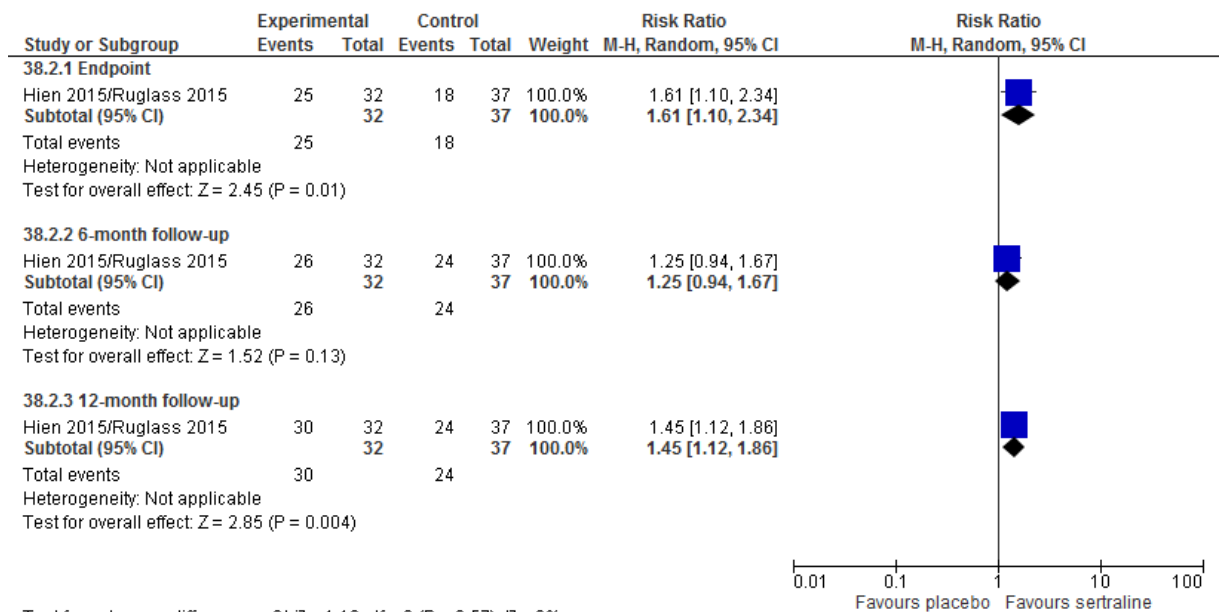 Experimental Control Risk Ratio Risk Ratio
Study or Subgroup Events Total Events Total Weight M-H, Random, 95% CI M-H, Random, 95% CI
38.2.1 Endpoint
Hien 2015/Ruglass 2015 25 32 18 37 100.0% 1.61 [1.10, 2.34]
Subtotal (95% CI) 32 37 100.0% 1.61 [1.10, 2.34]
Total events 25 18
Heterogeneity: Not applicable
Test for overall effect: Z = 2.45 (P = 0.01)
38.2.2 6-month follow-up
Hien 2015/Ruglass 2015 26 32 24 37 100.0% 1.25 [0.94, 1.67]
Subtotal (95% CI) 32 37 100.0% 1.25 [0.94, 1.67]
Total events 26 24
Heterogeneity: Not applicable
Test for overall effect: Z = 1.52 (P = 0.13)
38.2.3 12-month follow-up
Hien 2015/Ruglass 2015 30 32 24 37 100.0% 1.45 [1.12, 1.86]
Subtotal (95% CI) 32 37 100.0% 1.45 [1.12, 1.86]
Total events 30 24
Heterogeneity: Not applicable
Test for overall effect: Z = 2.85 (P = 0.004)
0.01 0.1 1 10 100
Favours placebo Favours sertraline